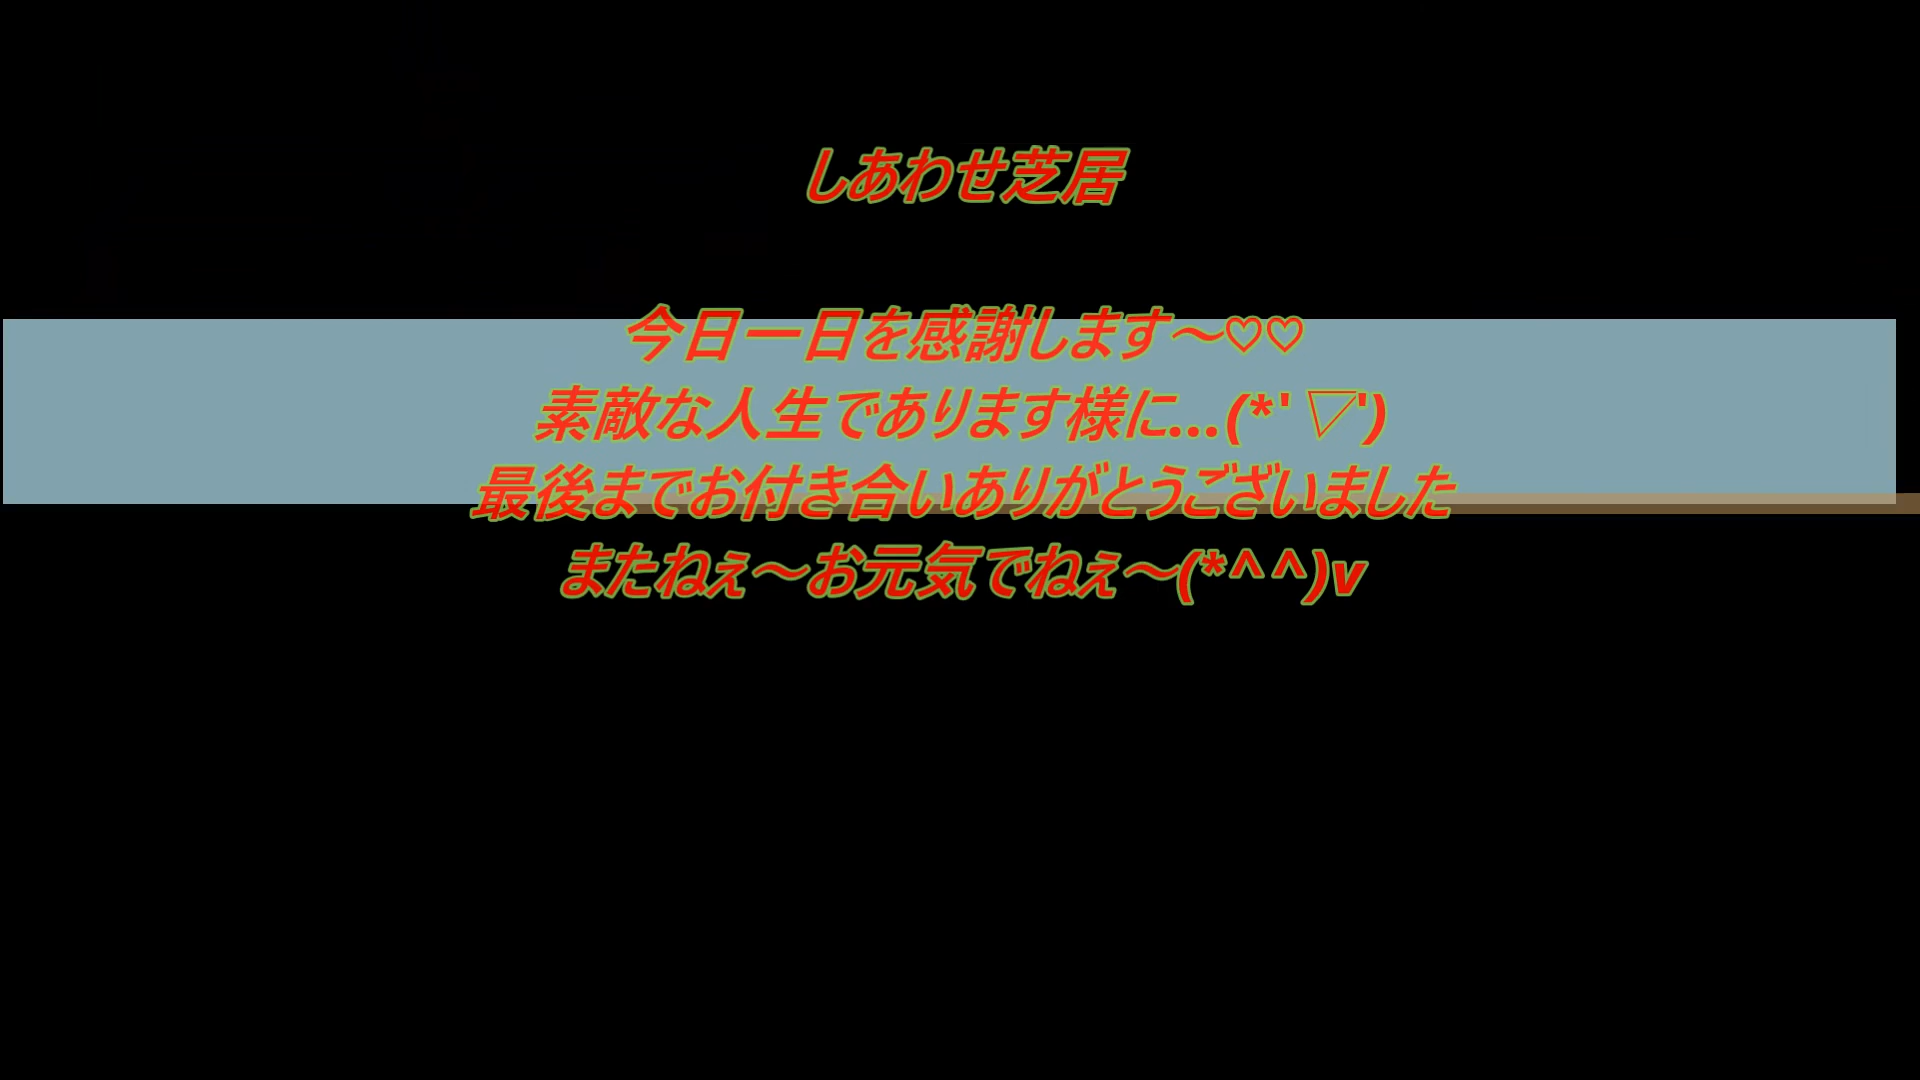 しあわせ芝居
今日一日を感謝します～♡♡
素敵な人生であります様に...(*'▽')
最後までお付き合いありがとうございました
またねぇ～お元気でねぇ～(*^^)v